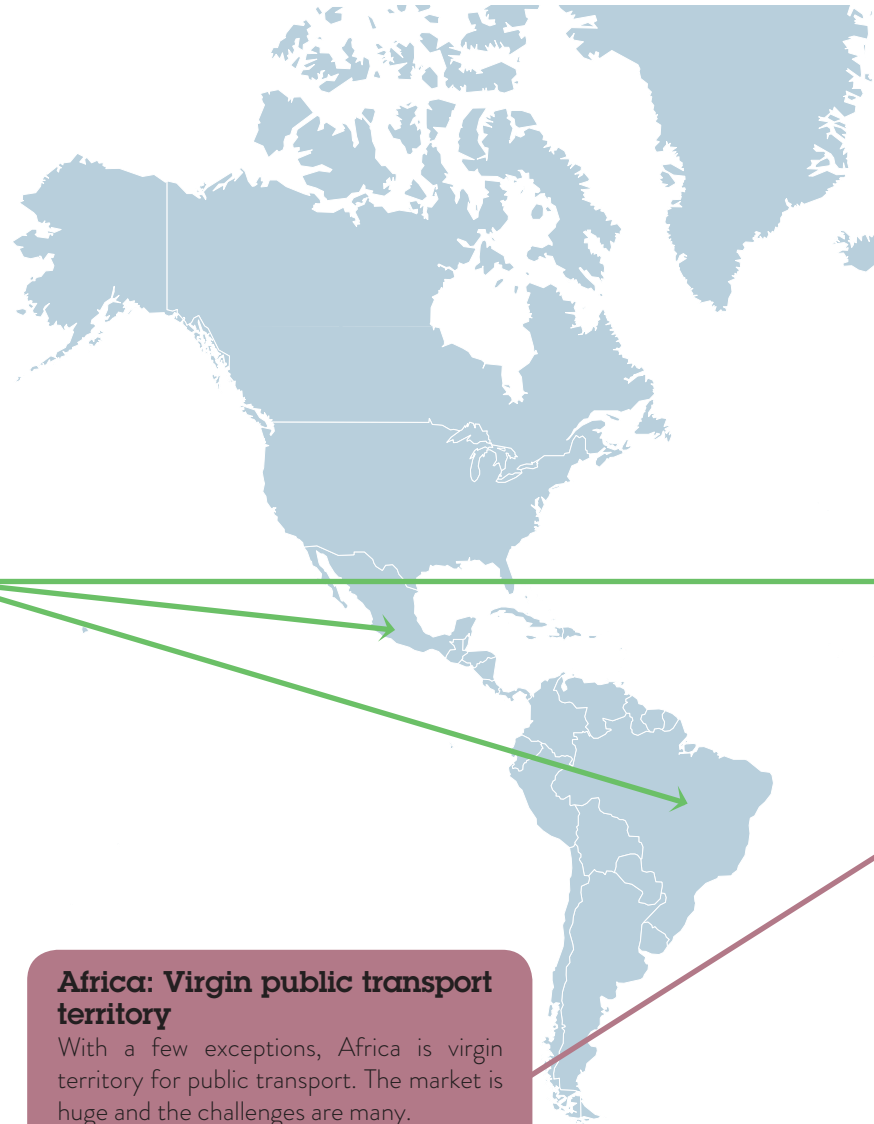 Africa: Virgin public transport
territory
With a few exceptions, Africa is virgin
territory for public transport. The market is
huge and the challenges are many.